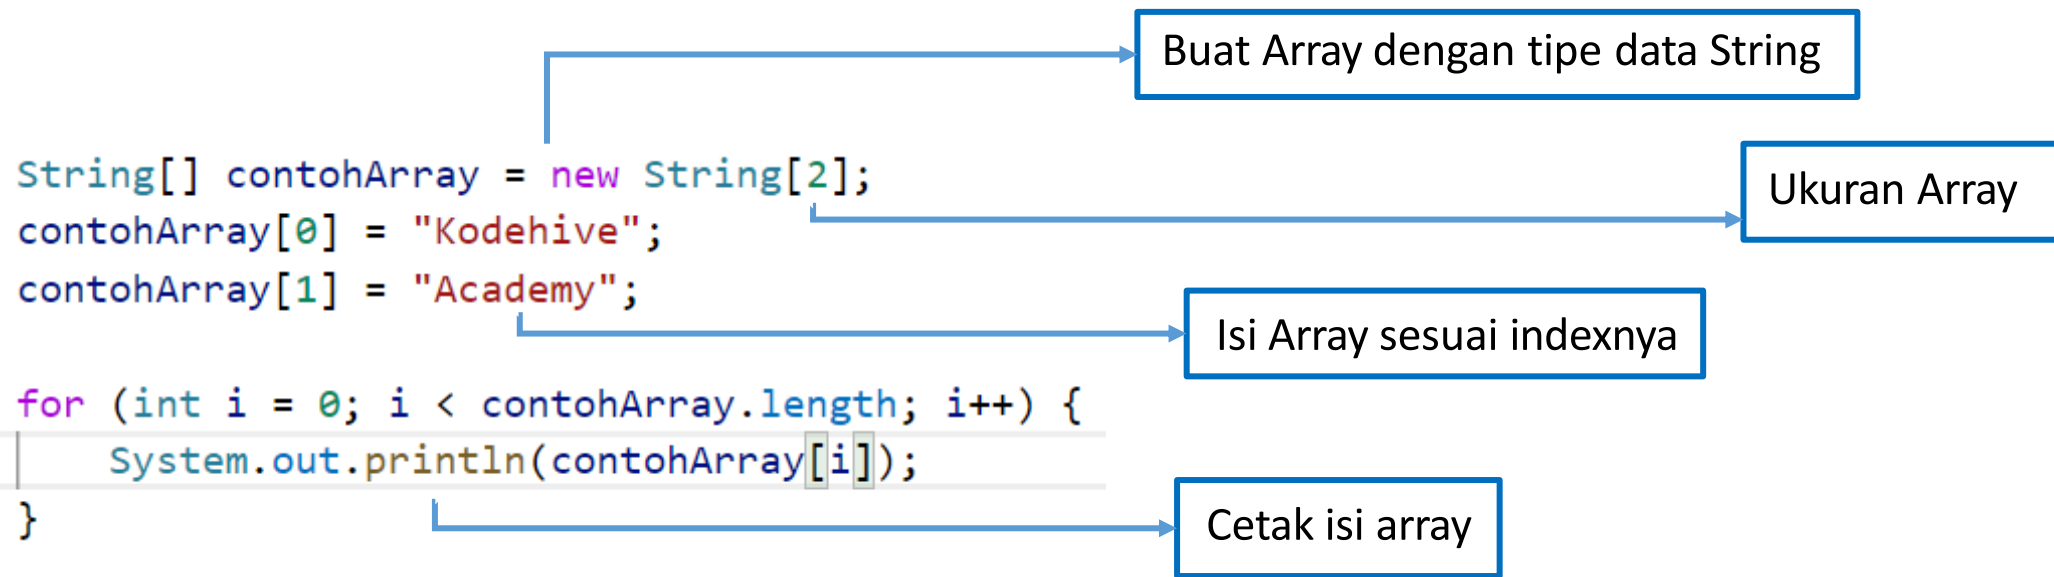 Buat Array dengan tipe data String
String[] contohArray = new String[2];
Ukuran Array
contohArray[0] = "Kodehive";
contohArray[1] = "Academy";
Isi Array sesuai indexnya
for (int i = 0; i < contohArray.length; i++) {
    System.out.println(contohArray[i]);
}
Cetak isi array